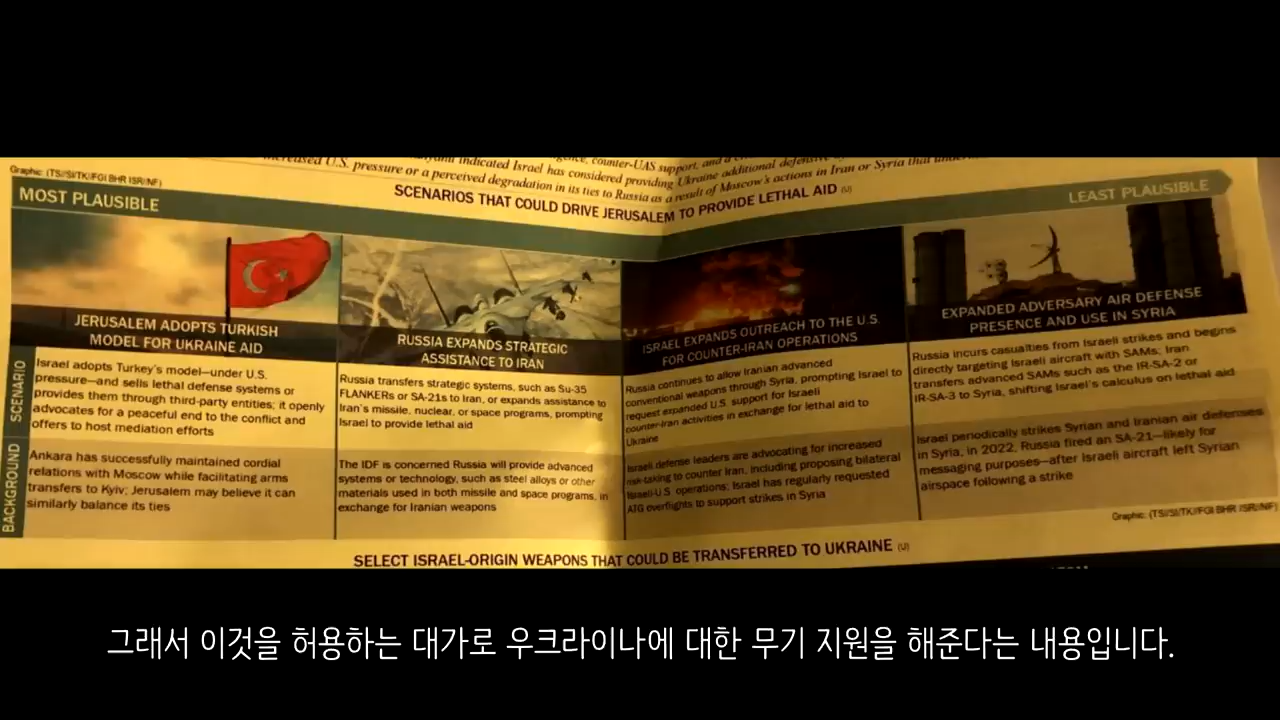 indicated Israel has considered providing Ukraine additional defensive
increased U.S. pressure or a perceived degradation in its ties to Russia as a result of Moscow's actions in Iran or Syria that
Graphic: (TS//SI/TK//FGI BHR ISR//NF)
SCENARIOS THAT COULD DRIVE JERUSALEM TO PROVIDE LETHAL AID (U)
MOST PLAUSIBLE
LEAST PLAUSIBLE
JERUSALEM ADOPTS TURKISH
MODEL FOR UKRAINE AID
RUSSIA EXPANDS STRATEGIC
ASSISTANCE TO IRAN
ISRAEL EXPANDS OUTREACH TO THE U.S.
FOR COUNTER-IRAN OPERATIONS
EXPANDED ADVERSARY AIR DEFENSE
PRESENCE AND USE IN SYRIA
SCENARIO
Israel adopts Turkey's model—under U.S.
pressure—and sells lethal defense systems or
provides them through third-party entities; it openly
advocates for a peaceful end to the conflict and
offers to host mediation efforts
Russia transfers strategic systems, such as Su-35
FLANKERs or SA-21s to Iran, or expands assistance to
Iran's missile, nuclear, or space programs, prompting
Israel to provide lethal aid
Russia continues to allow Iranian advanced
conventional weapons through Syria, prompting Israel to
request expanded U.S. support for Israeli
counter-Iran activities in exchange for lethal aid to
Ukraine
Russia incurs casualties from Israeli strikes and begins
directly targeting Israeli aircraft with SAMs; Iran
transfers advanced SAMs such as the IR-SA-2 or
IR-SA-3 to Syria, shifting Israel's calculus on lethal aid
BACKGROUND
Ankara has successfully maintained cordial
relations with Moscow while facilitating arms
transfers to Kyiv; Jerusalem may believe it can
similarly balance its ties
The IDF is concerned Russia will provide advanced
systems or technology, such as steel alloys or other
materials used in both missile and space programs, in
exchange for Iranian weapons
Israeli defense leaders are advocating for increased
risk-taking to counter Iran, including proposing bilateral
Israeli-U.S. operations; Israel has regularly requested
ATG overflights to support strikes in Syria
Israel periodically strikes Syrian and Iranian air defenses
in Syria, in 2022, Russia fired an SA-21—likely for
messaging purposes—after Israeli aircraft left Syrian
airspace following a strike
Graphic: (TS//SI/TK//FGI BHR ISR//NF)
SELECT ISRAEL-ORIGIN WEAPONS THAT COULD BE TRANSFERRED TO UKRAINE (U)
그래서 이것을 허용하는 대가로 우크라이나에 대한 무기 지원을 해준다는 내용입니다.